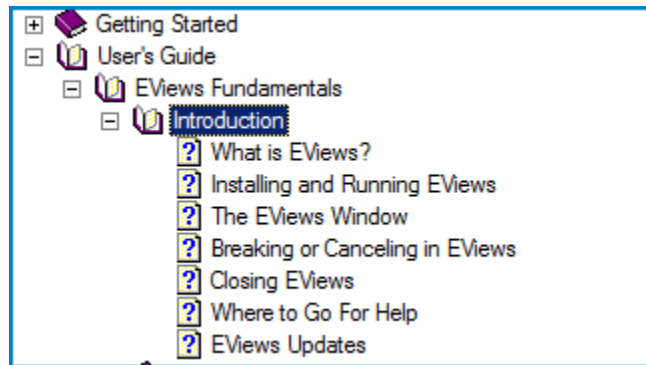 Getting Started
User's Guide
EViews Fundamentals
Introduction
What is EViews?
Installing and Running EViews
The EViews Window
Breaking or Canceling in EViews
Closing EViews
Where to Go For Help
EViews Updates